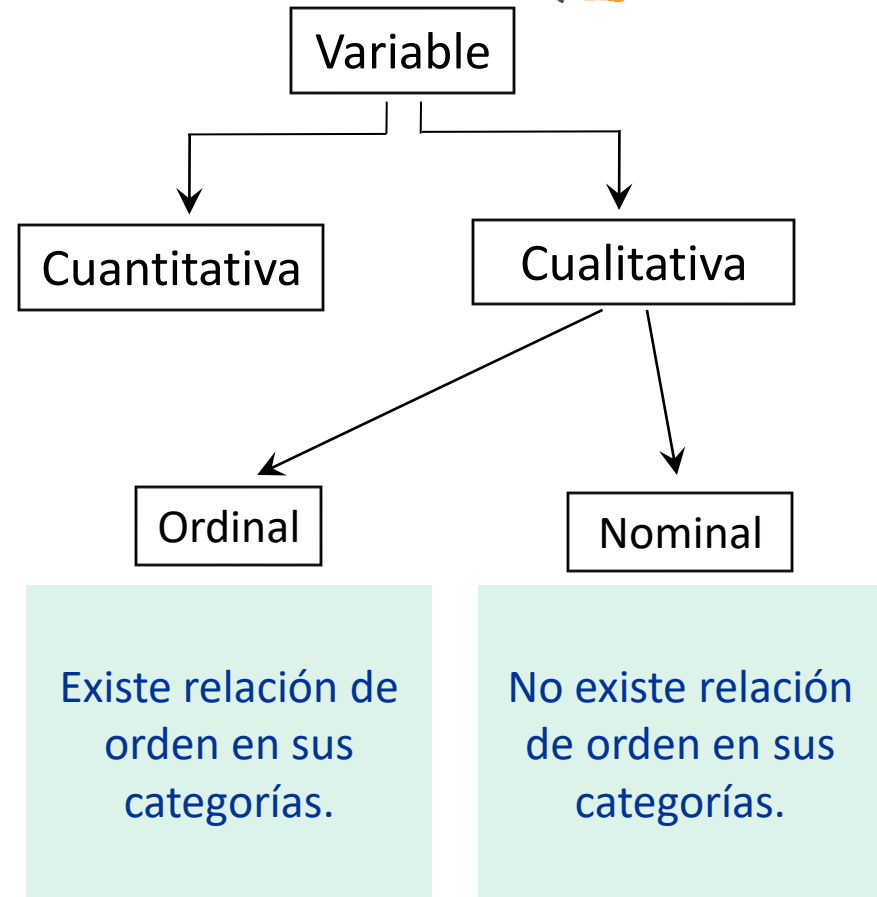 Variable
Cuantitativa
Cualitativa
Ordinal
Nominal
Existe relación de
orden en sus
categorías.
No existe relación
de orden en sus
categorías.